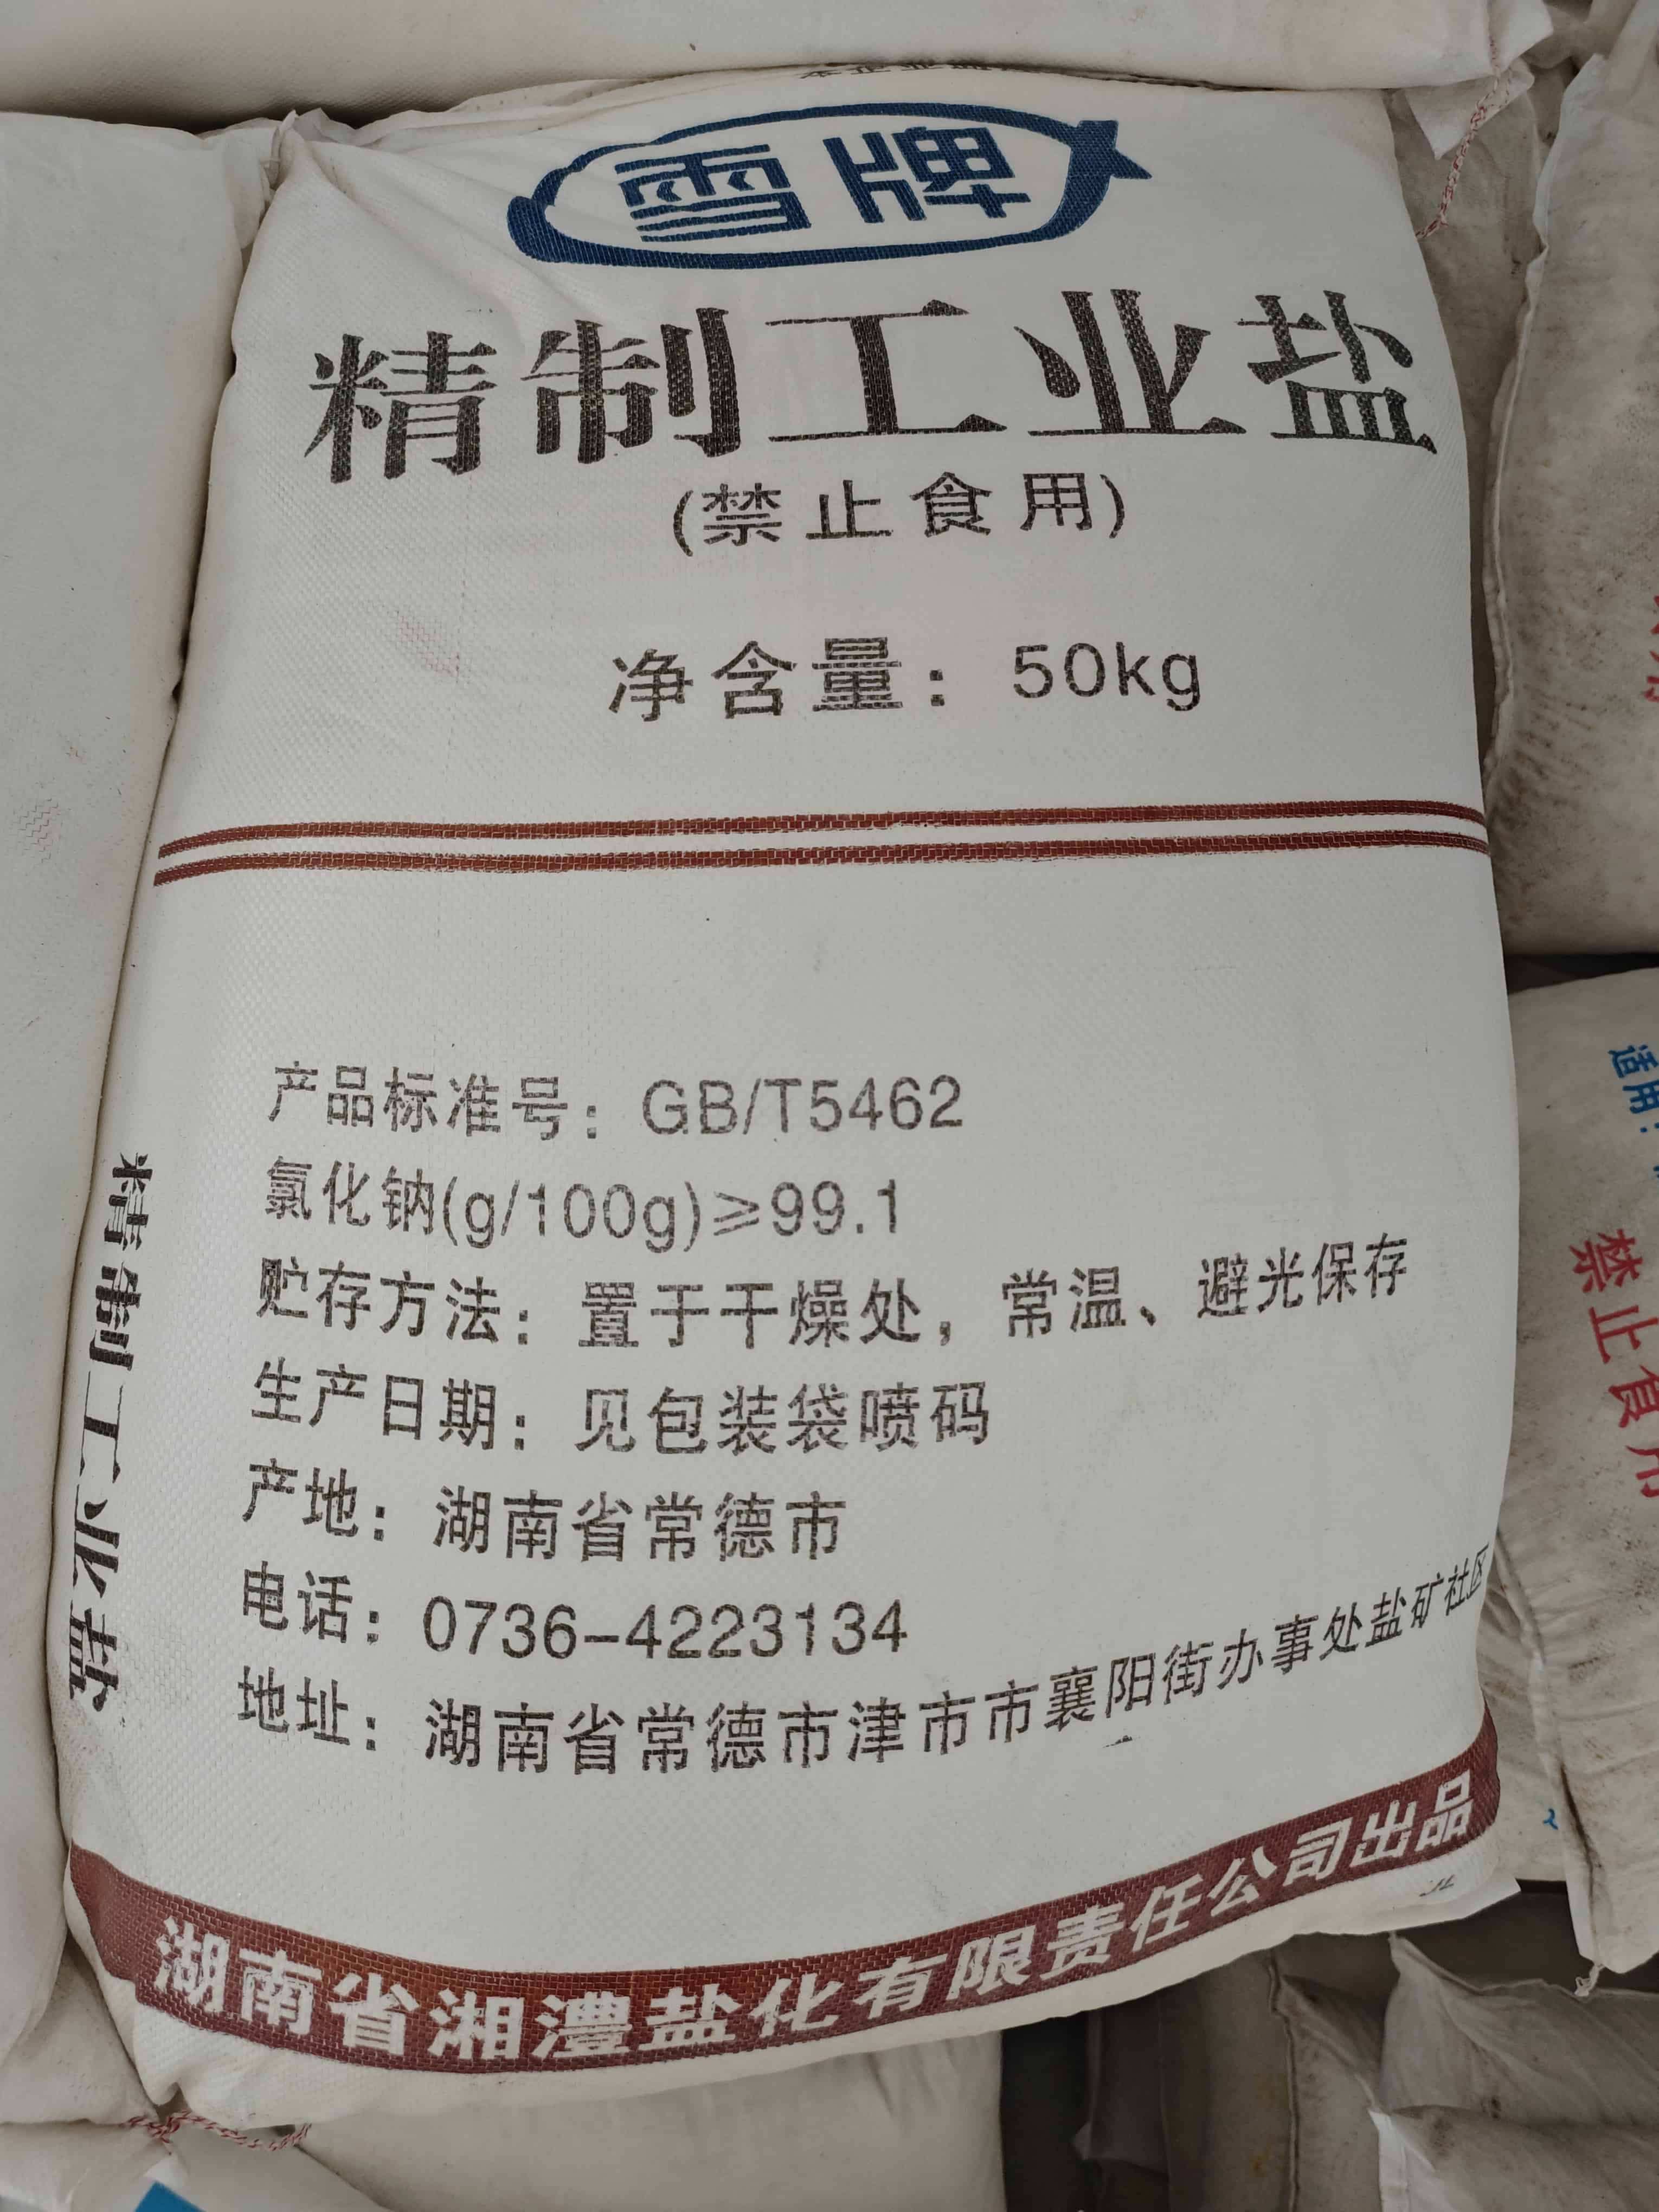 雪牌
精制工业盐
(禁止食用)
净含量：50kg
产品标准号：GB/T5462
氯化钠(g/100g)≥99.1
贮存方法：置于干燥处，常温、避光保存
生产日期：见包装袋喷码
产地：湖南省常德市
电话：0736-4223134
地址：湖南省常德市津市市襄阳街办事处盐矿社区
湖南省湘澧盐化有限责任公司出品
精制工业盐
适用：
禁止食用